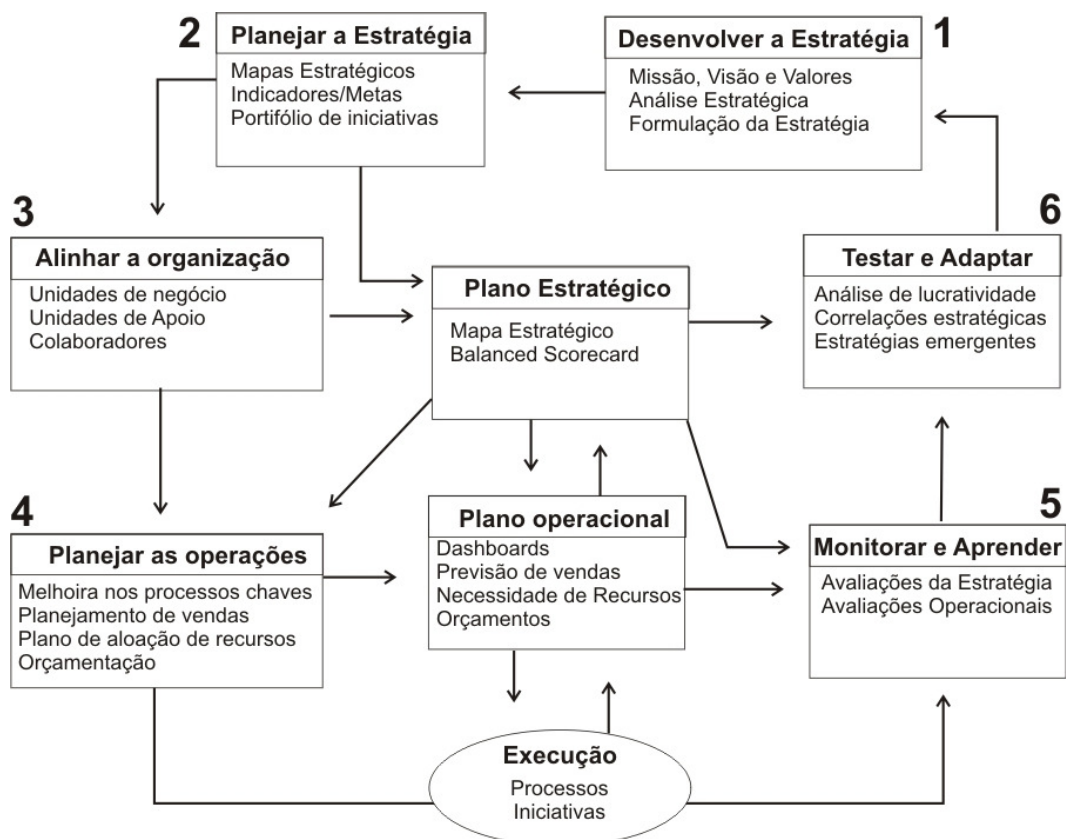 2
Planejar a Estratégia
Mapas Estratégicos
Indicadores/Metas
Portifólio de iniciativas
Desenvolver a Estratégia
1
Missão, Visão e Valores
Análise Estratégica
Formulação da Estratégia
3
Alinhar a organização
Unidades de negócio
Unidades de Apoio
Colaboradores
Plano Estratégico
Mapa Estratégico
Balanced Scorecard
6
Testar e Adaptar
Análise de lucratividade
Correlações estratégicas
Estratégias emergentes
4
Planejar as operações
Melhoira nos processos chaves
Planejamento de vendas
Plano de aloação de recursos
Orçamentação
Plano operacional
Dashboards
Previsão de vendas
Necessidade de Recursos
Orçamentos
5
Monitorar e Aprender
Avaliações da Estratégia
Avaliações Operacionais
Execução
Processos
Iniciativas